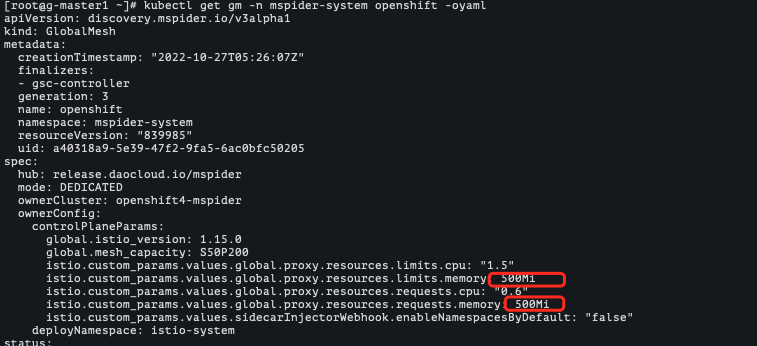 [root@g-master1 ~]# kubectl get gm -n mspider-system openshift -oyaml
apiVersion: discovery.mspider.io/v3alpha1
kind: GlobalMesh
metadata:
  creationTimestamp: "2022-10-27T05:26:07Z"
  finalizers:
  - gsc-controller
  generation: 3
  name: openshift
  namespace: mspider-system
  resourceVersion: "839985"
  uid: a40318a9-5e39-47f2-9fa5-6ac0bfc50205
spec:
  hub: release.daocloud.io/mspider
  mode: DEDICATED
  ownerCluster: openshift4-mspider
  ownerConfig:
    controlPlaneParams:
      global.istio_version: 1.15.0
      global.mesh_capacity: S50P200
      istio.custom_params.values.global.proxy.resources.limits.cpu: "1.5"
      istio.custom_params.values.global.proxy.resources.limits.memory: 500Mi
      istio.custom_params.values.global.proxy.resources.requests.cpu: "0.6"
      istio.custom_params.values.global.proxy.resources.requests.memory: 500Mi
      istio.custom_params.values.sidecarInjectorWebhook.enableNamespacesByDefault: "false"
    deployNamespace: istio-system
status: